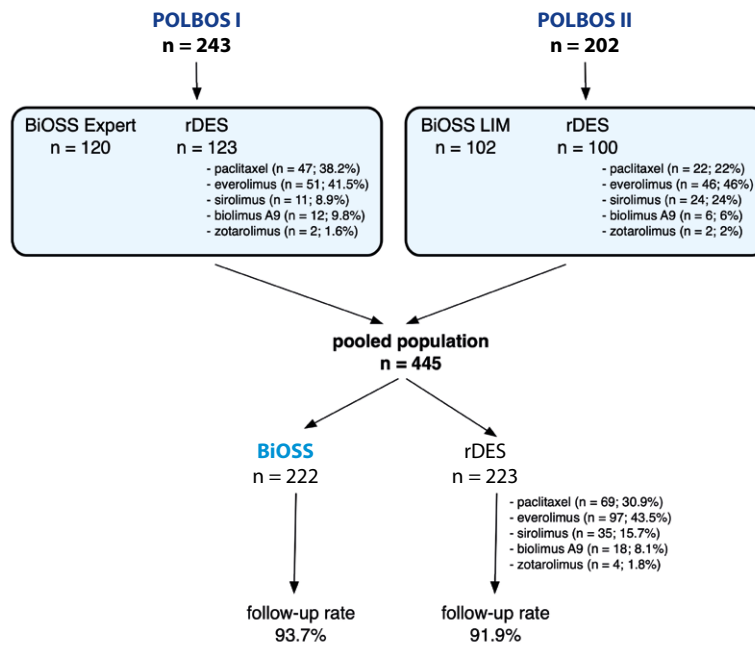 POLBOS I
n = 243
POLBOS II
n = 202
BiOSS Expert
n = 120
rDES
n = 123
- paclitaxel (n = 47; 38.2%)
- everolimus (n = 51; 41.5%)
- sirolimus (n = 11; 8.9%)
- biolimus A9 (n = 12; 9.8%)
- zotarolimus (n = 2; 1.6%)
BiOSS LIM
n = 102
rDES
n = 100
- paclitaxel (n = 22; 22%)
- everolimus (n = 46; 46%)
- sirolimus (n = 24; 24%)
- biolimus A9 (n = 6; 6%)
- zotarolimus (n = 2; 2%)
pooled population
n = 445
BiOSS
n = 222
rDES
n = 223
- paclitaxel (n = 69; 30.9%)
- everolimus (n = 97; 43.5%)
- sirolimus (n = 35; 15.7%)
- biolimus A9 (n = 18; 8.1%)
- zotarolimus (n = 4; 1.8%)
follow-up rate
93.7%
follow-up rate
91.9%